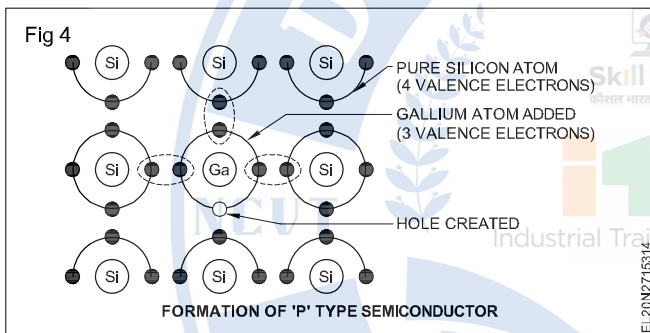 Fig 4
Si Si Si
PURE SILICON ATOM
(4 VALENCE ELECTRONS)
GALLIUM ATOM ADDED
(3 VALENCE ELECTRONS)
Skill
कौशल भारत
Si Ga Si
NCVT
HOLE CREATED
Industrial Trai
Si Si Si
FORMATION OF 'P' TYPE SEMICONDUCTOR
EL20N2715314